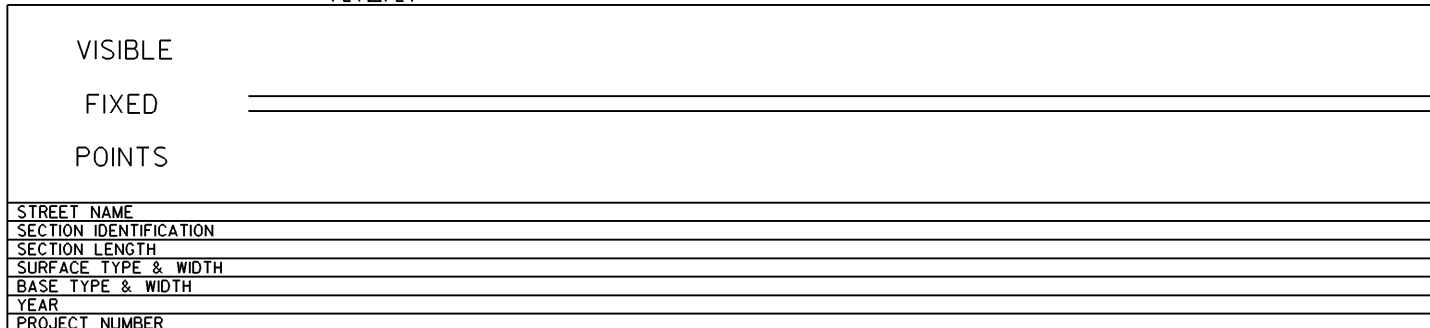 VISIBLE
FIXED
POINTS
STREET NAME
SECTION IDENTIFICATION
SECTION LENGTH
SURFACE TYPE & WIDTH
BASE TYPE & WIDTH
YEAR
PROJECT NUMBER